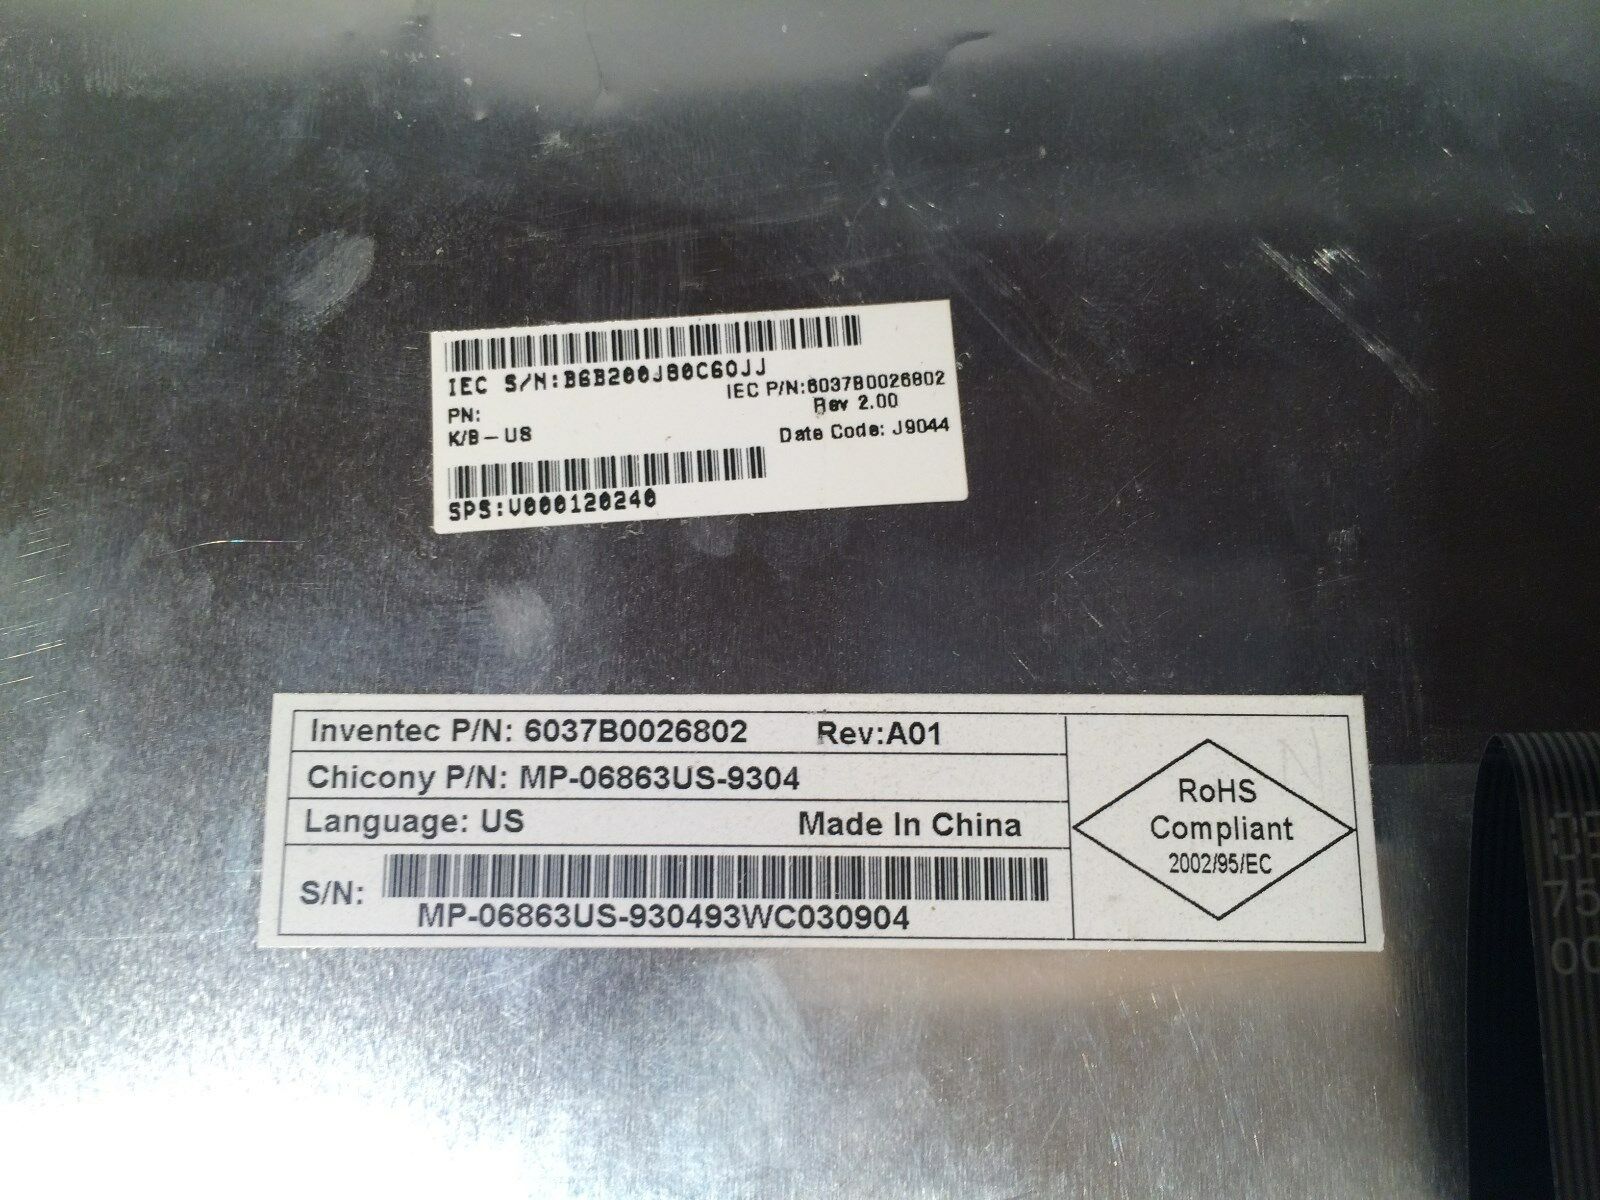 IEC S/N:B6B200J80C60JJ
IEC P/N:6037B0026802
PN:
Rev 2.00
K/B-US
Date Code: J9044
SPS:V000120240
Inventec P/N: 6037B0026802 Rev:A01
Chicony P/N: MP-06863US-9304
Language: US Made In China
S/N:
MP-06863US-930493WC030904
RoHS
Compliant
2002/95/EC
75